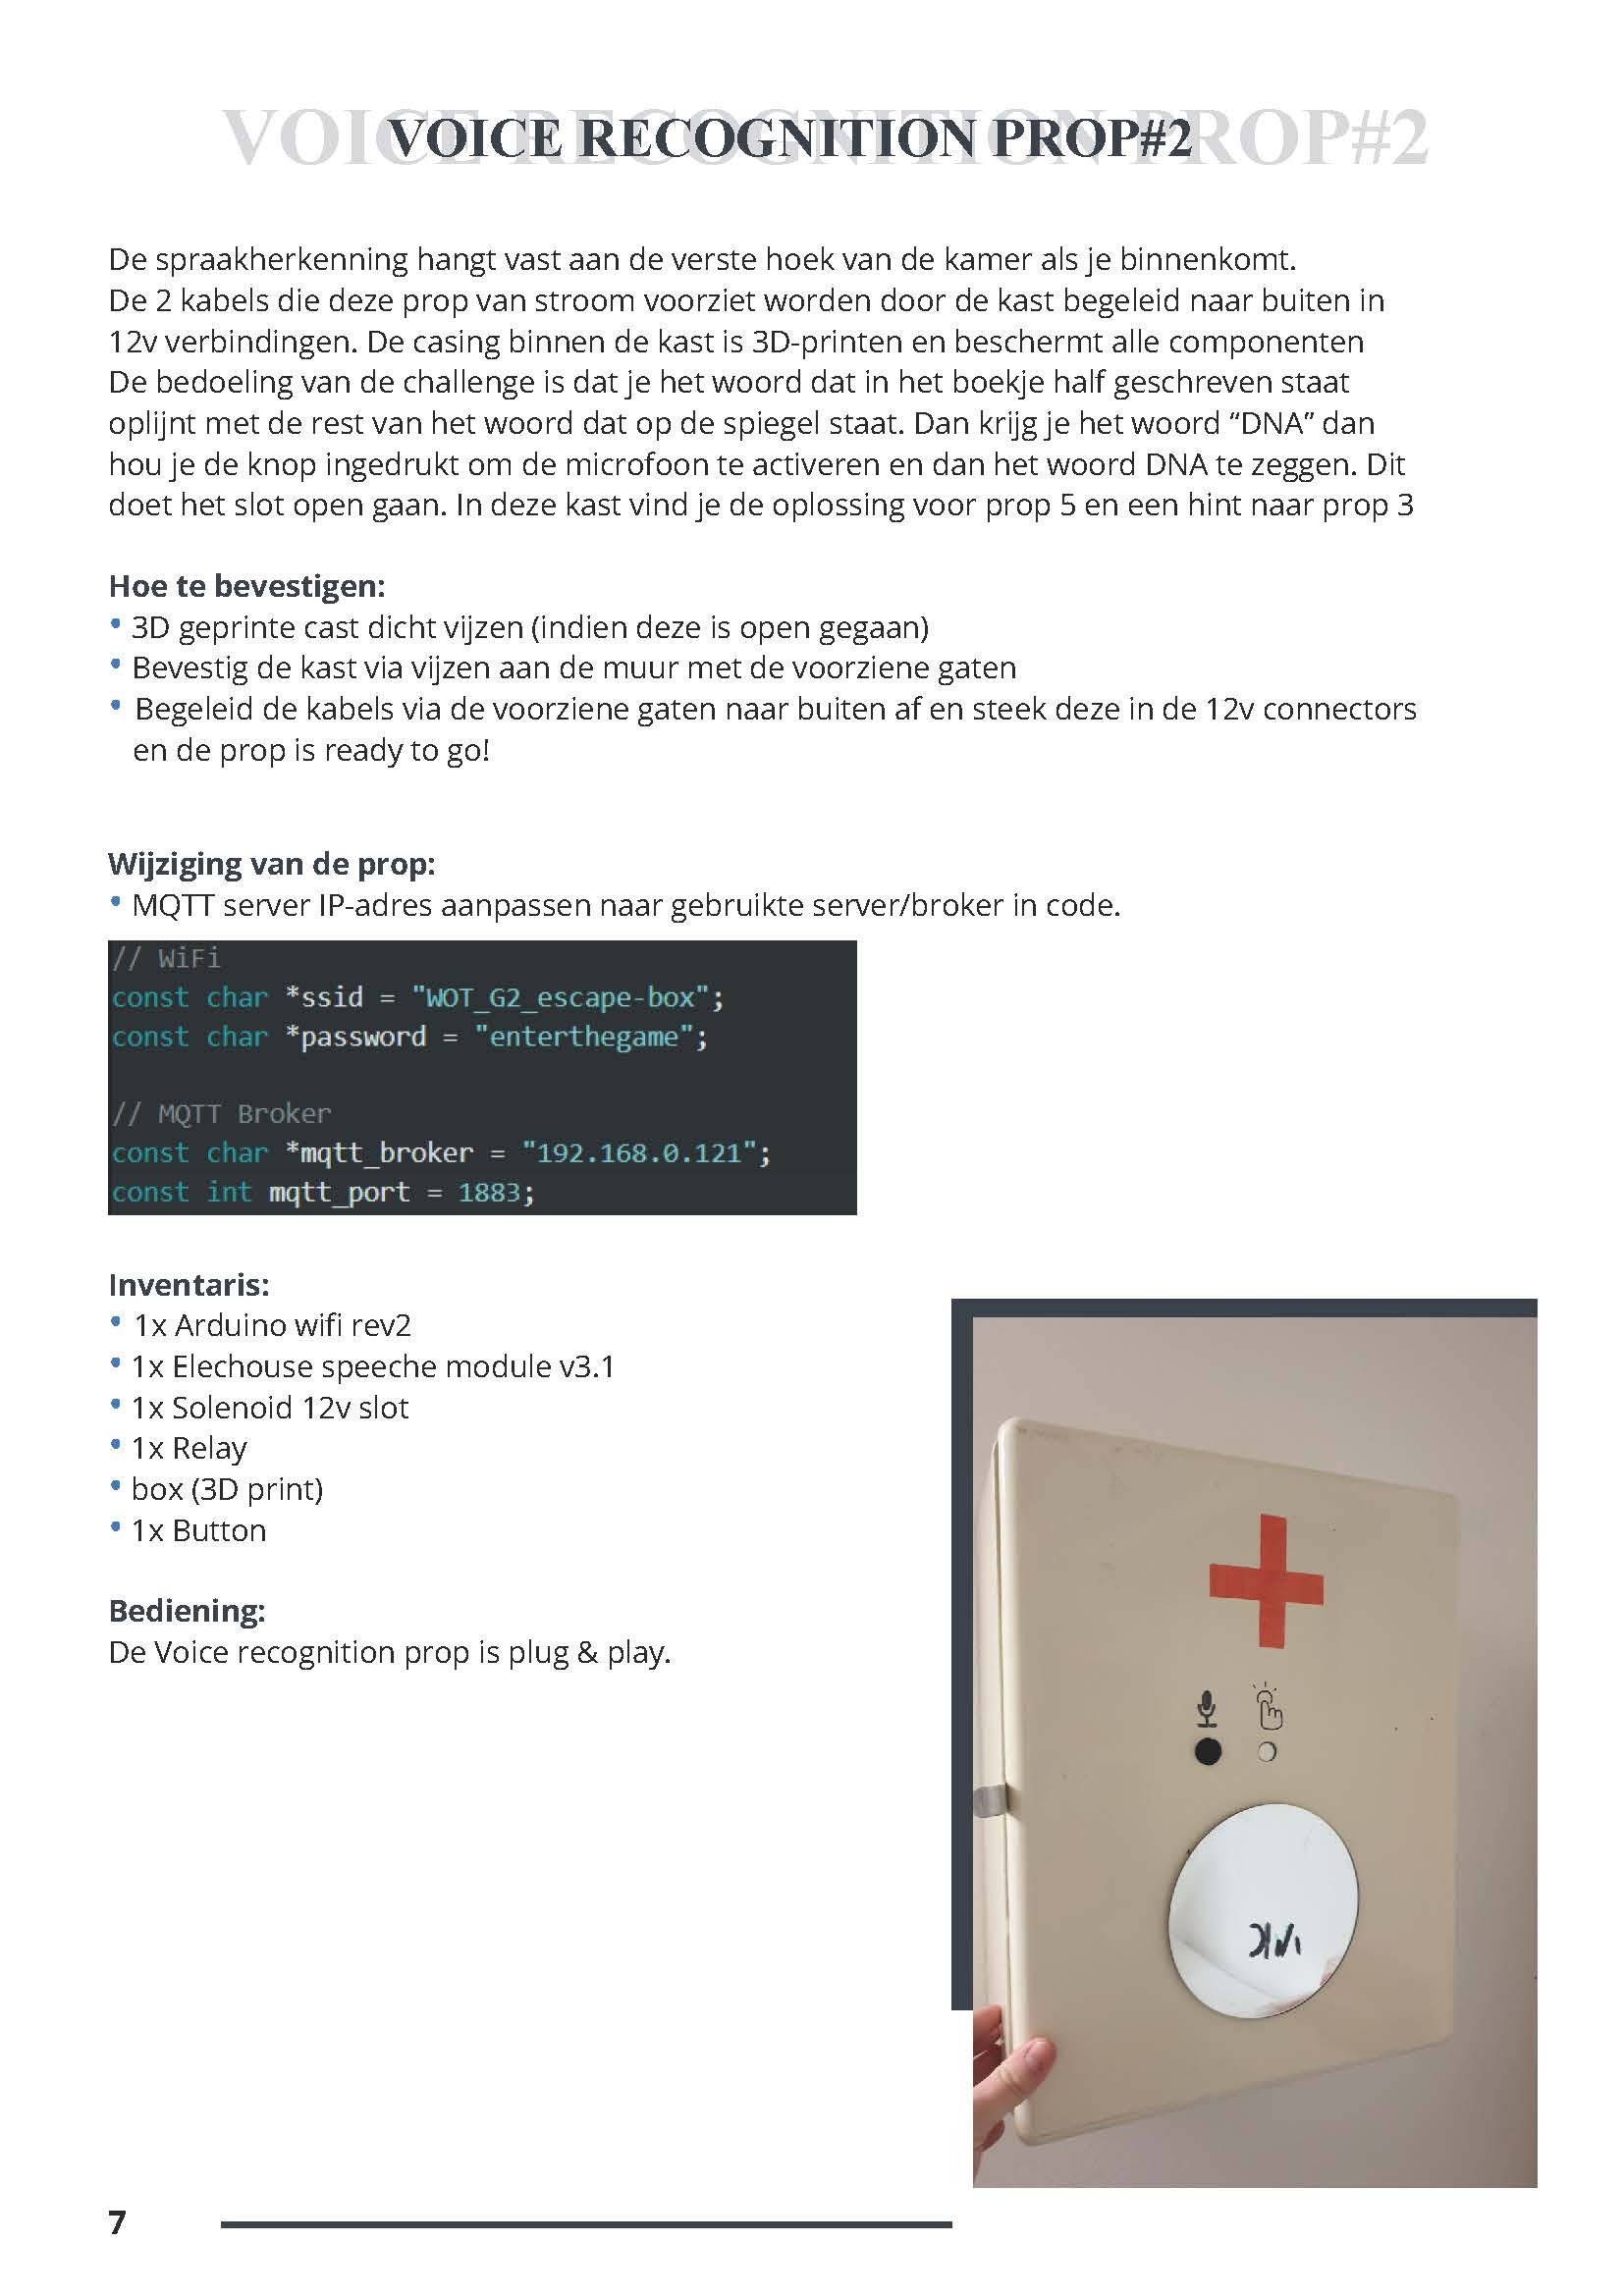 VOICE RECOGNITION PROP#2
VOICE RECOGNITION PROP#2
De spraakherkenning hangt vast aan de verste hoek van de kamer als je binnenkomt.
De 2 kabels die deze prop van stroom voorziet worden door de kast begeleid naar buiten in
12v verbindingen. De casing binnen de kast is 3D-printen en beschermt alle componenten
De bedoeling van de challenge is dat je het woord dat in het boekje half geschreven staat
oplijnt met de rest van het woord dat op de spiegel staat. Dan krijg je het woord “DNA” dan
hou je de knop ingedrukt om de microfoon te activeren en dan het woord DNA te zeggen. Dit
doet het slot open gaan. In deze kast vind je de oplossing voor prop 5 en een hint naar prop 3
Hoe te bevestigen:
• 3D geprinte cast dicht vijzen (indien deze is open gegaan)
• Bevestig de kast via vijzen aan de muur met de voorziene gaten
• Begeleid de kabels via de voorziene gaten naar buiten af en steek deze in de 12v connectors
en de prop is ready to go!
Wijziging van de prop:
• MQTT server IP-adres aanpassen naar gebruikte server/broker in code.
// WiFi
const char *ssid = "WOT_G2_escape-box";
const char *password = "enterthegame";
// MQTT Broker
const char *mqtt_broker = "192.168.0.121";
const int mqtt_port = 1883;
Inventaris:
• 1x Arduino wifi rev2
• 1x Elechouse speeche module v3.1
• 1x Solenoid 12v slot
• 1x Relay
• box (3D print)
• 1x Button
Bediening:
De Voice recognition prop is plug & play.
7